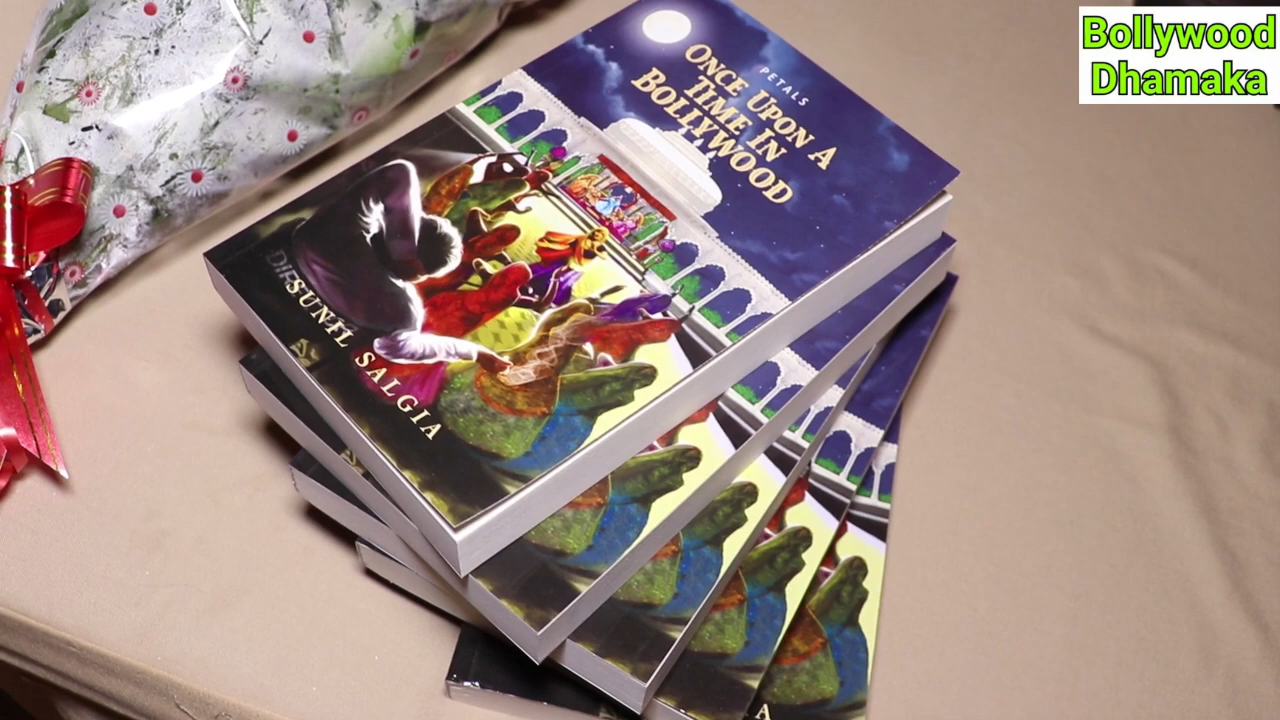 Bollywood
Dhamaka
PETALS
ONCE UPON A
TIME IN
BOLLYWOOD
SUNIL SALGIA
A